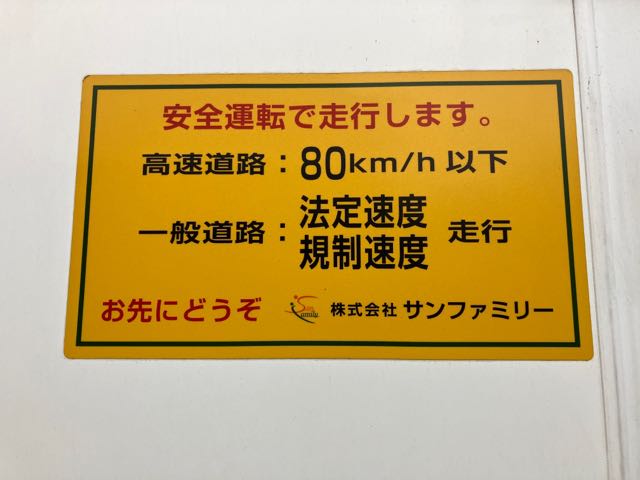 安全運転で走行します。
高速道路：80km/h 以下
一般道路：法定速度 走行
規制速度
お先にどうぞ Sun Family 株式会社 サンファミリー